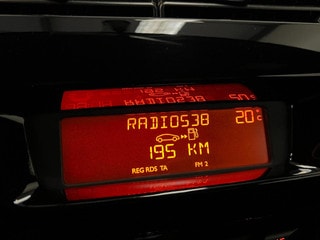 RADIO538 20°C
195 KM
REG RDS TA FM 2